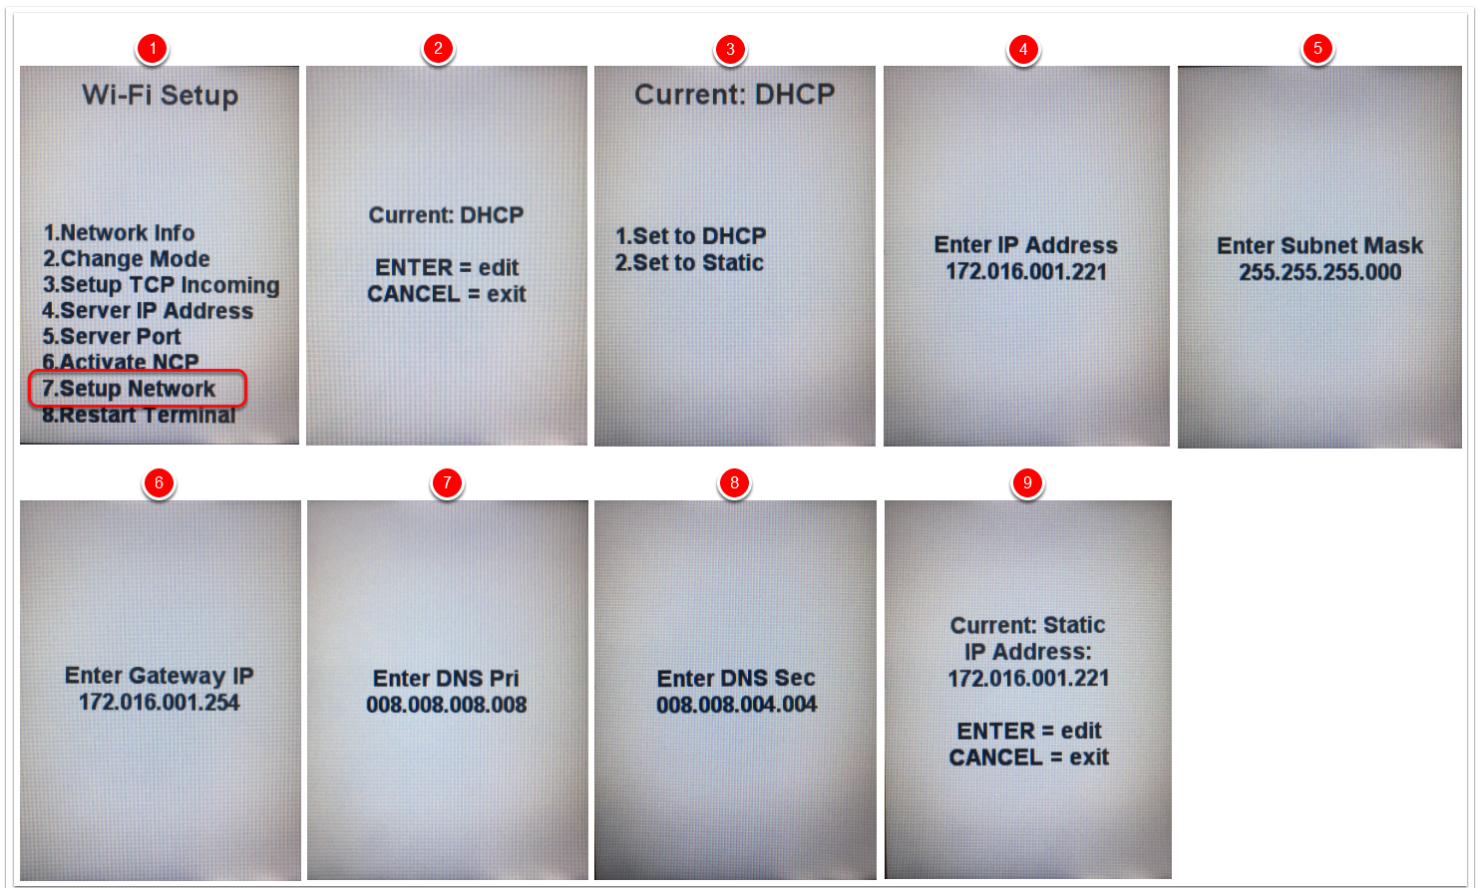 1
Wi-Fi Setup
1.Network Info
2.Change Mode
3.Setup TCP Incoming
4.Server IP Address
5.Server Port
6.Activate NCP
7.Setup Network
8.Restart Terminal
2
Current: DHCP
ENTER = edit
CANCEL = exit
3
Current: DHCP
1.Set to DHCP
2.Set to Static
4
Enter IP Address
172.016.001.221
5
Enter Subnet Mask
255.255.255.000
6
Enter Gateway IP
172.016.001.254
7
Enter DNS Pri
008.008.008.008
8
Enter DNS Sec
008.008.004.004
9
Current: Static
IP Address:
172.016.001.221
ENTER = edit
CANCEL = exit